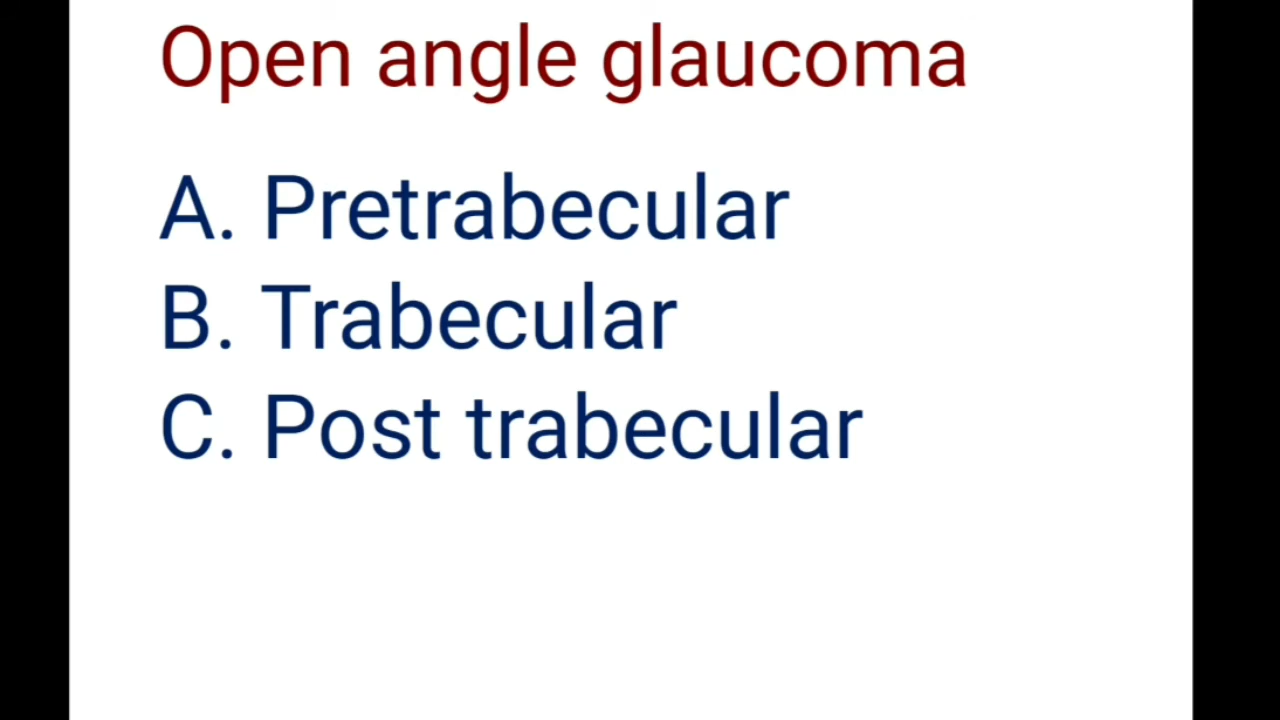 Open angle glaucoma
A. Pretrabecular
B. Trabecular
C. Post trabecular